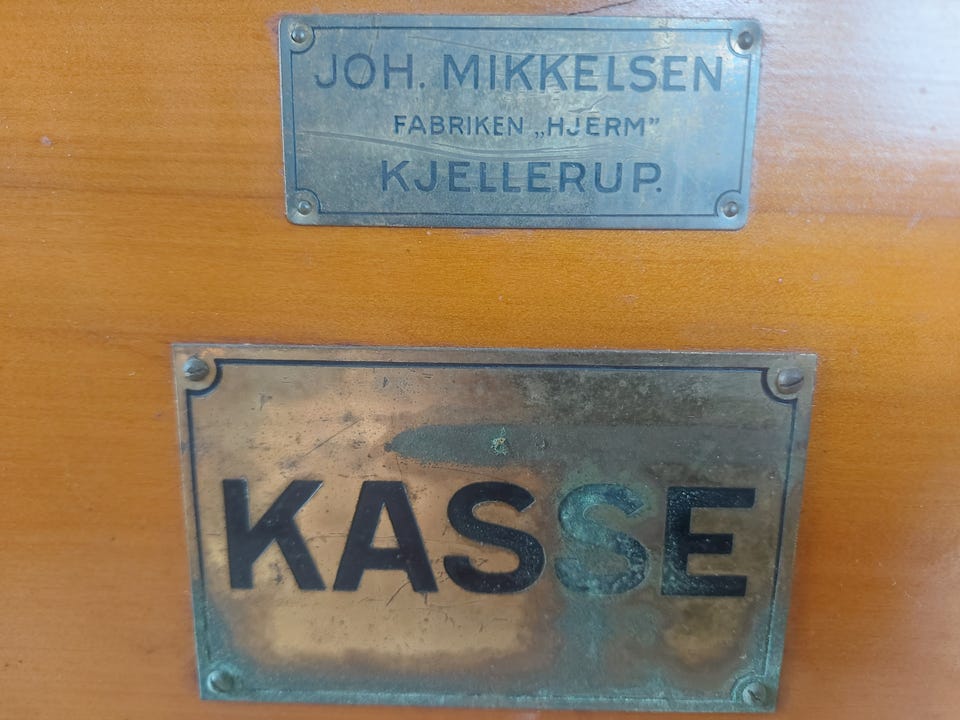 JOH. MIKKELSEN
FABRIKEN „HJERM”
KJELLERUP.
KASSE